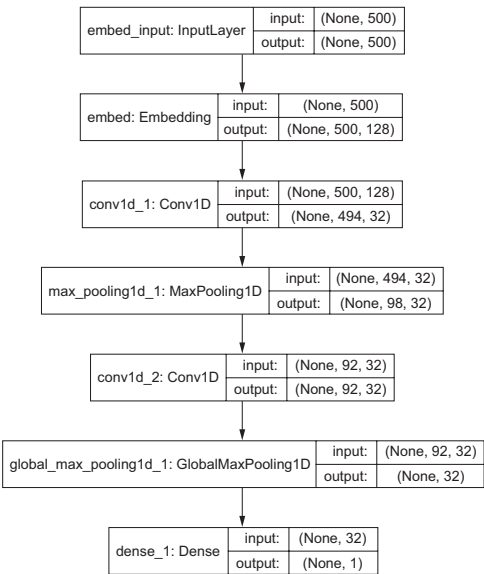 embed_input: InputLayer input: (None, 500)
output: (None, 500)
embed: Embedding input: (None, 500)
output: (None, 500, 128)
conv1d_1: Conv1D input: (None, 500, 128)
output: (None, 494, 32)
max_pooling1d_1: MaxPooling1D input: (None, 494, 32)
output: (None, 98, 32)
conv1d_2: Conv1D input: (None, 92, 32)
output: (None, 92, 32)
global_max_pooling1d_1: GlobalMaxPooling1D input: (None, 92, 32)
output: (None, 32)
dense_1: Dense input: (None, 32)
output: (None, 1)